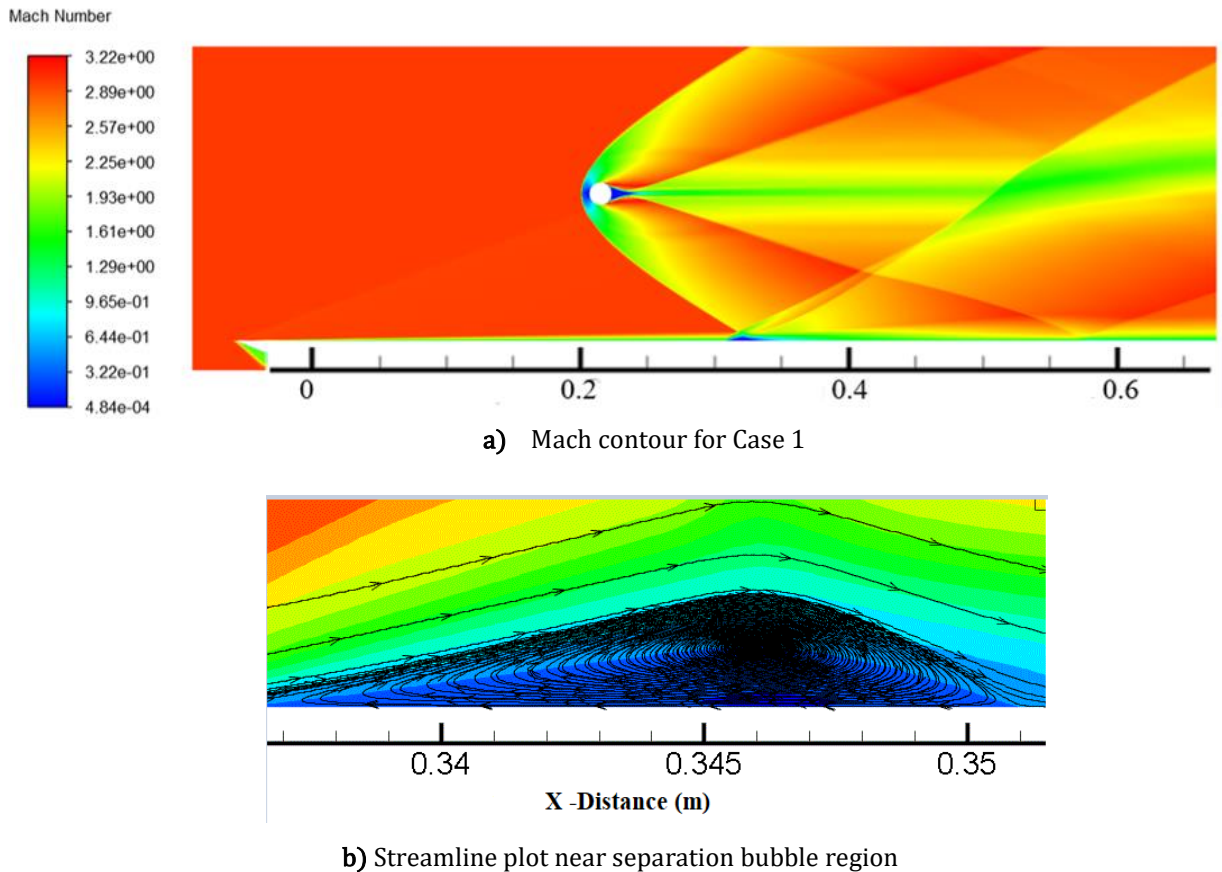 Mach Number
3.22e+00
2.89e+00
2.57e+00
2.25e+00
1.93e+00
1.61e+00
1.29e+00
9.65e-01
6.44e-01
3.22e-01
4.84e-04
0 0.2 0.4 0.6
a) Mach contour for Case 1
0.34 0.345 0.35
X -Distance (m)
b) Streamline plot near separation bubble region